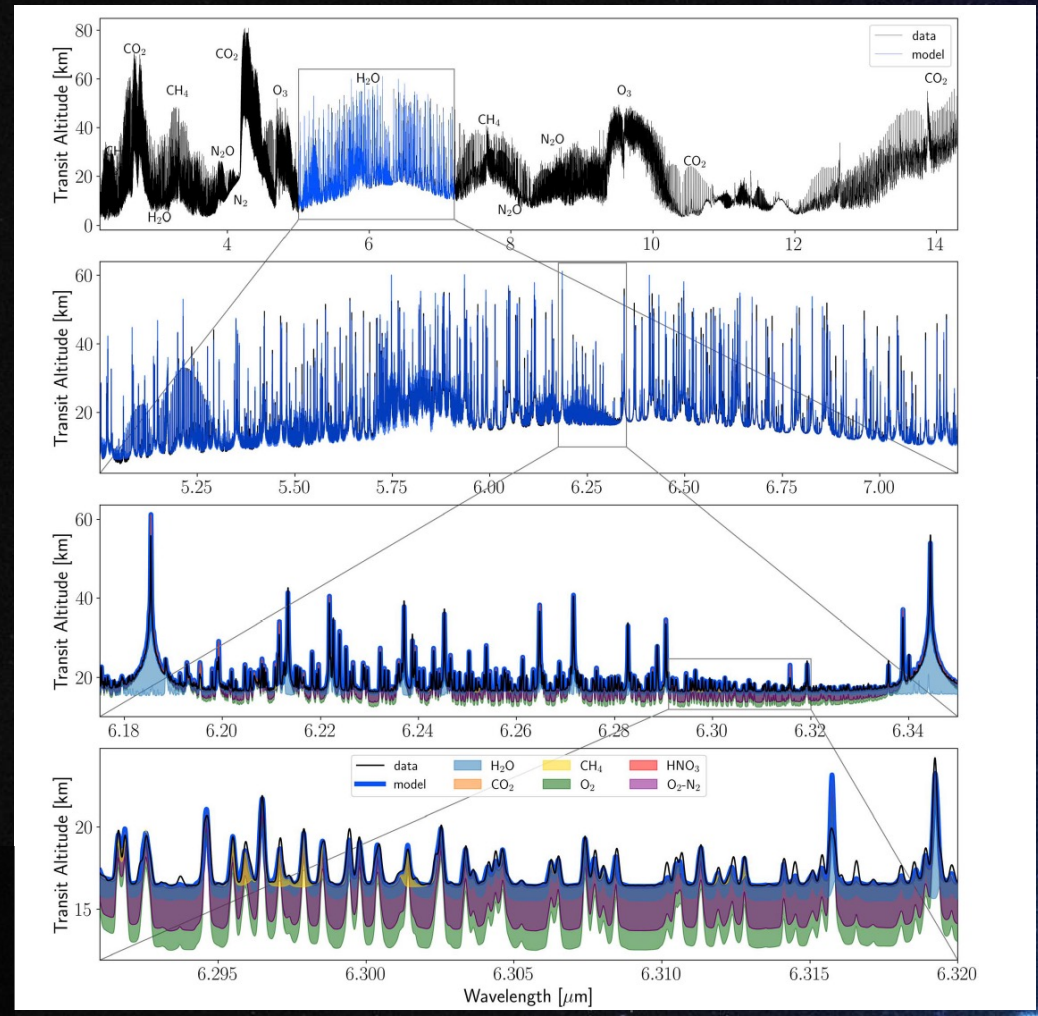 Transit Altitude [km]
80
60
40
20
0
CO₂
CH₄
CH
H₂O
N₂O
N₂
CO₂
O₃
H₂O
CH₄
N₂O
N₂O
O₃
CO₂
CO₂
data
model
4 6 8 10 12 14
Transit Altitude [km]
60
40
20
5.25 5.50 5.75 6.00 6.25 6.50 6.75 7.00
Transit Altitude [km]
60
40
20
6.18 6.20 6.22 6.24 6.26 6.28 6.30 6.32 6.34
Transit Altitude [km]
20
15
data H₂O CH₄ HNO₃
model CO₂ O₂ O₂-N₂
6.295 6.300 6.305 6.310 6.315 6.320
Wavelength [μm]